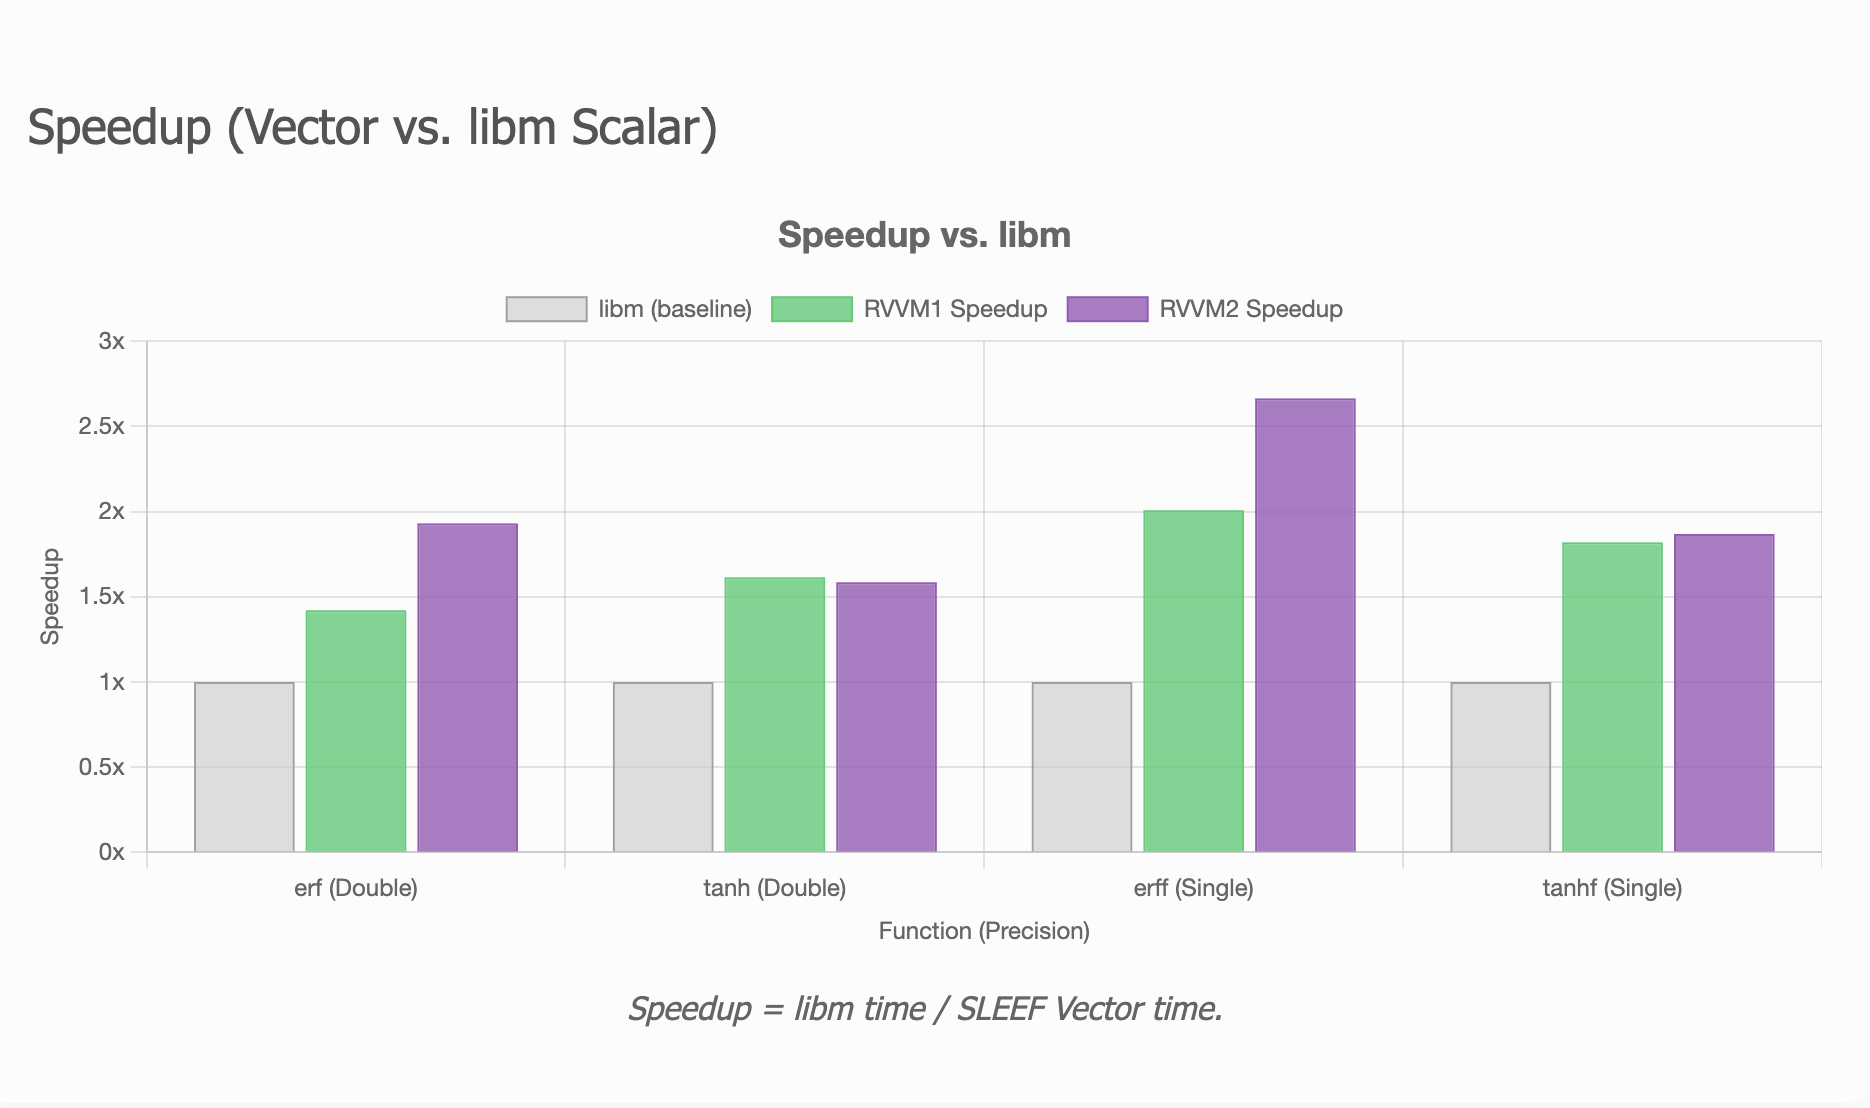 Speedup (Vector vs. libm Scalar)
Speedup vs. libm
libm (baseline) RVVM1 Speedup RVVM2 Speedup
3x
2.5x
2x
1.5x
1x
0.5x
0x
Speedup
erf (Double) tanh (Double) erff (Single) tanhf (Single)
Function (Precision)
Speedup = libm time / SLEEF Vector time.